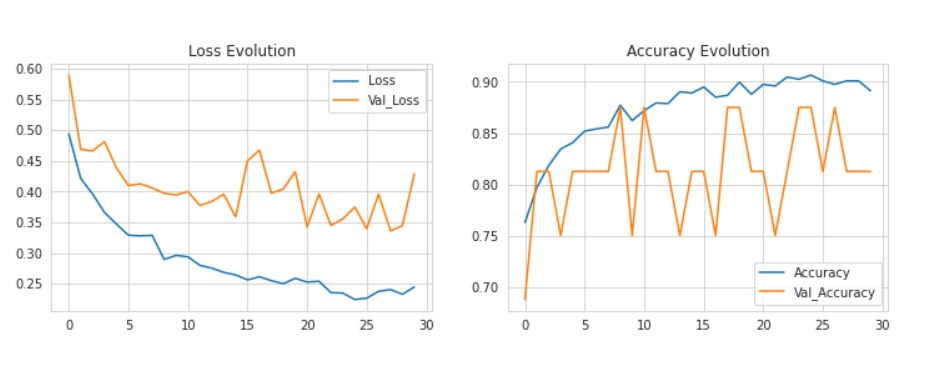 Loss Evolution
0.60
0.55
0.50
0.45
0.40
0.35
0.30
0.25
0 5 10 15 20 25 30
Loss
Val_Loss
Accuracy Evolution
0.90
0.85
0.80
0.75
0.70
0 5 10 15 20 25 30
Accuracy
Val_Accuracy